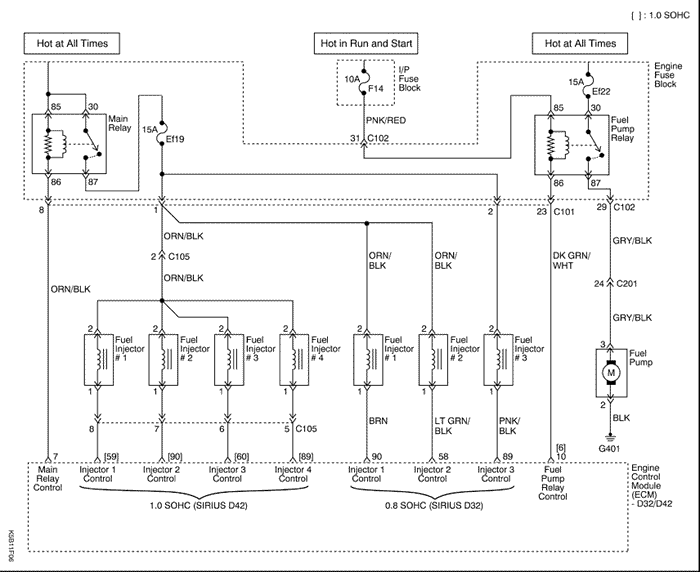 [ ] : 1.0 SOHC
Hot at All Times
Hot in Run and Start
Hot at All Times
10A
F14
I/P
Fuse
Block
15A
Ef22
Engine
Fuse
Block
85
30
Main
Relay
15A
Ef19
PNK/RED
31
C102
85
30
Fuel
Pump
Relay
86
87
86
87
8
1
2
23
C101
29
C102
ORN/BLK
2
C105
ORN/BLK
ORN/BLK
ORN/
BLK
ORN/
BLK
DK GRN/
WHT
GRY/BLK
24
C201
GRY/BLK
2
Fuel
Injector
# 1
1
2
Fuel
Injector
# 2
1
2
Fuel
Injector
# 3
1
2
Fuel
Injector
# 4
1
2
Fuel
Injector
# 1
1
2
Fuel
Injector
# 2
1
2
Fuel
Injector
# 3
1
3
Fuel
Pump
M
2
BLK
G401
8
7
6
5
C105
BRN
LT GRN/
BLK
PNK/
BLK
7
[59]
[90]
[60]
[89]
90
58
89
[6]
10
Main
Relay
Control
Injector 1
Control
Injector 2
Control
Injector 3
Control
Injector 4
Control
Injector 1
Control
Injector 2
Control
Injector 3
Control
Fuel
Pump
Relay
Control
Engine
Control
Module
(ECM)
- D32/D42
1.0 SOHC (SIRIUS D42)
0.8 SOHC (SIRIUS D32)
KSB11F06